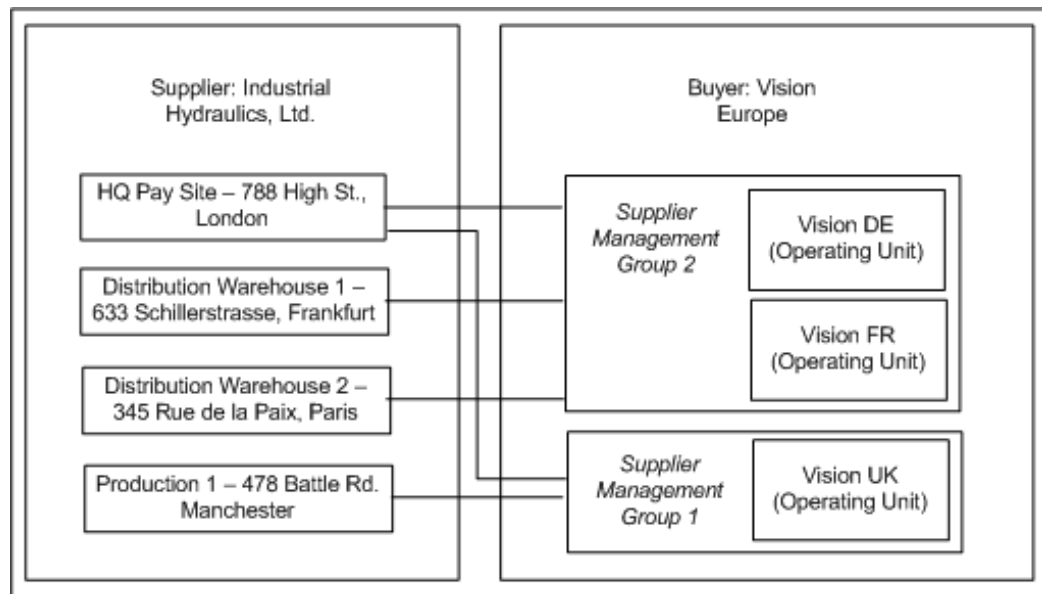 Supplier: Industrial
Hydraulics, Ltd.
HQ Pay Site – 788 High St.,
London
Distribution Warehouse 1 –
633 Schillerstrasse, Frankfurt
Distribution Warehouse 2 –
345 Rue de la Paix, Paris
Production 1 – 478 Battle Rd.
Manchester
Buyer: Vision
Europe
Supplier
Management
Group 2
Vision DE
(Operating Unit)
Vision FR
(Operating Unit)
Supplier
Management
Group 1
Vision UK
(Operating Unit)